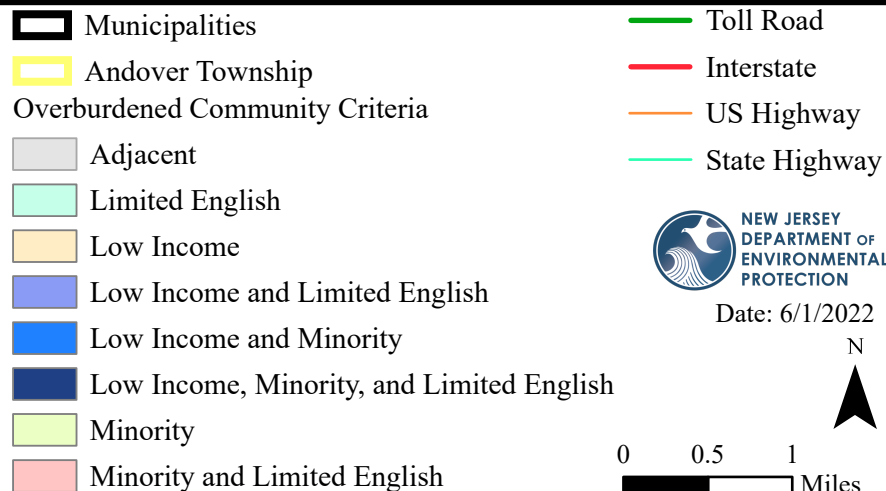 Municipalities
Andover Township
Overburdened Community Criteria
Adjacent
Limited English
Low Income
Low Income and Limited English
Low Income and Minority
Low Income, Minority, and Limited English
Minority
Minority and Limited English
Toll Road
Interstate
US Highway
State Highway
NEW JERSEY
DEPARTMENT OF
ENVIRONMENTAL
PROTECTION
Date: 6/1/2022
N
0 0.5 1
Miles